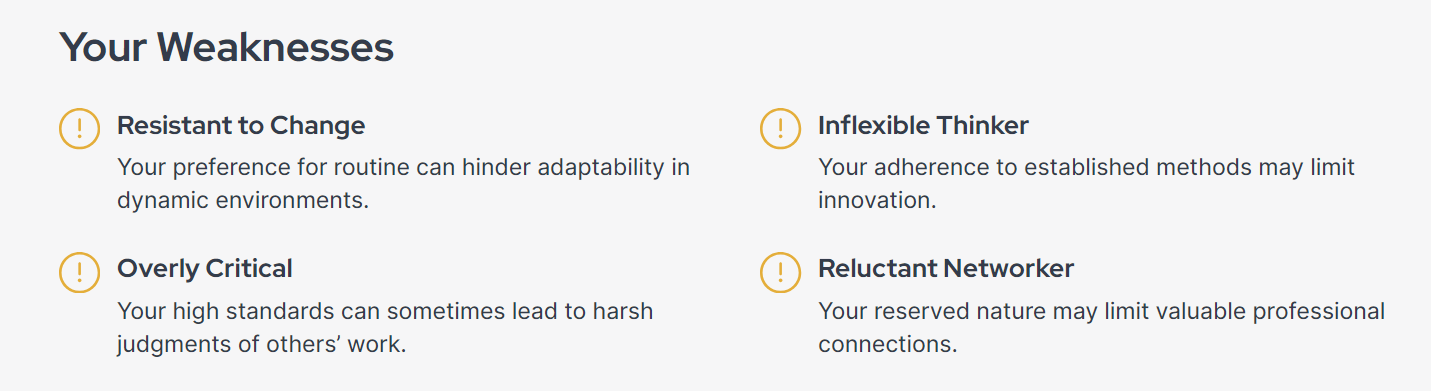 Your Weaknesses
Resistant to Change
Your preference for routine can hinder adaptability in
dynamic environments.
Inflexible Thinker
Your adherence to established methods may limit
innovation.
Overly Critical
Your high standards can sometimes lead to harsh
judgments of others’ work.
Reluctant Networker
Your reserved nature may limit valuable professional
connections.